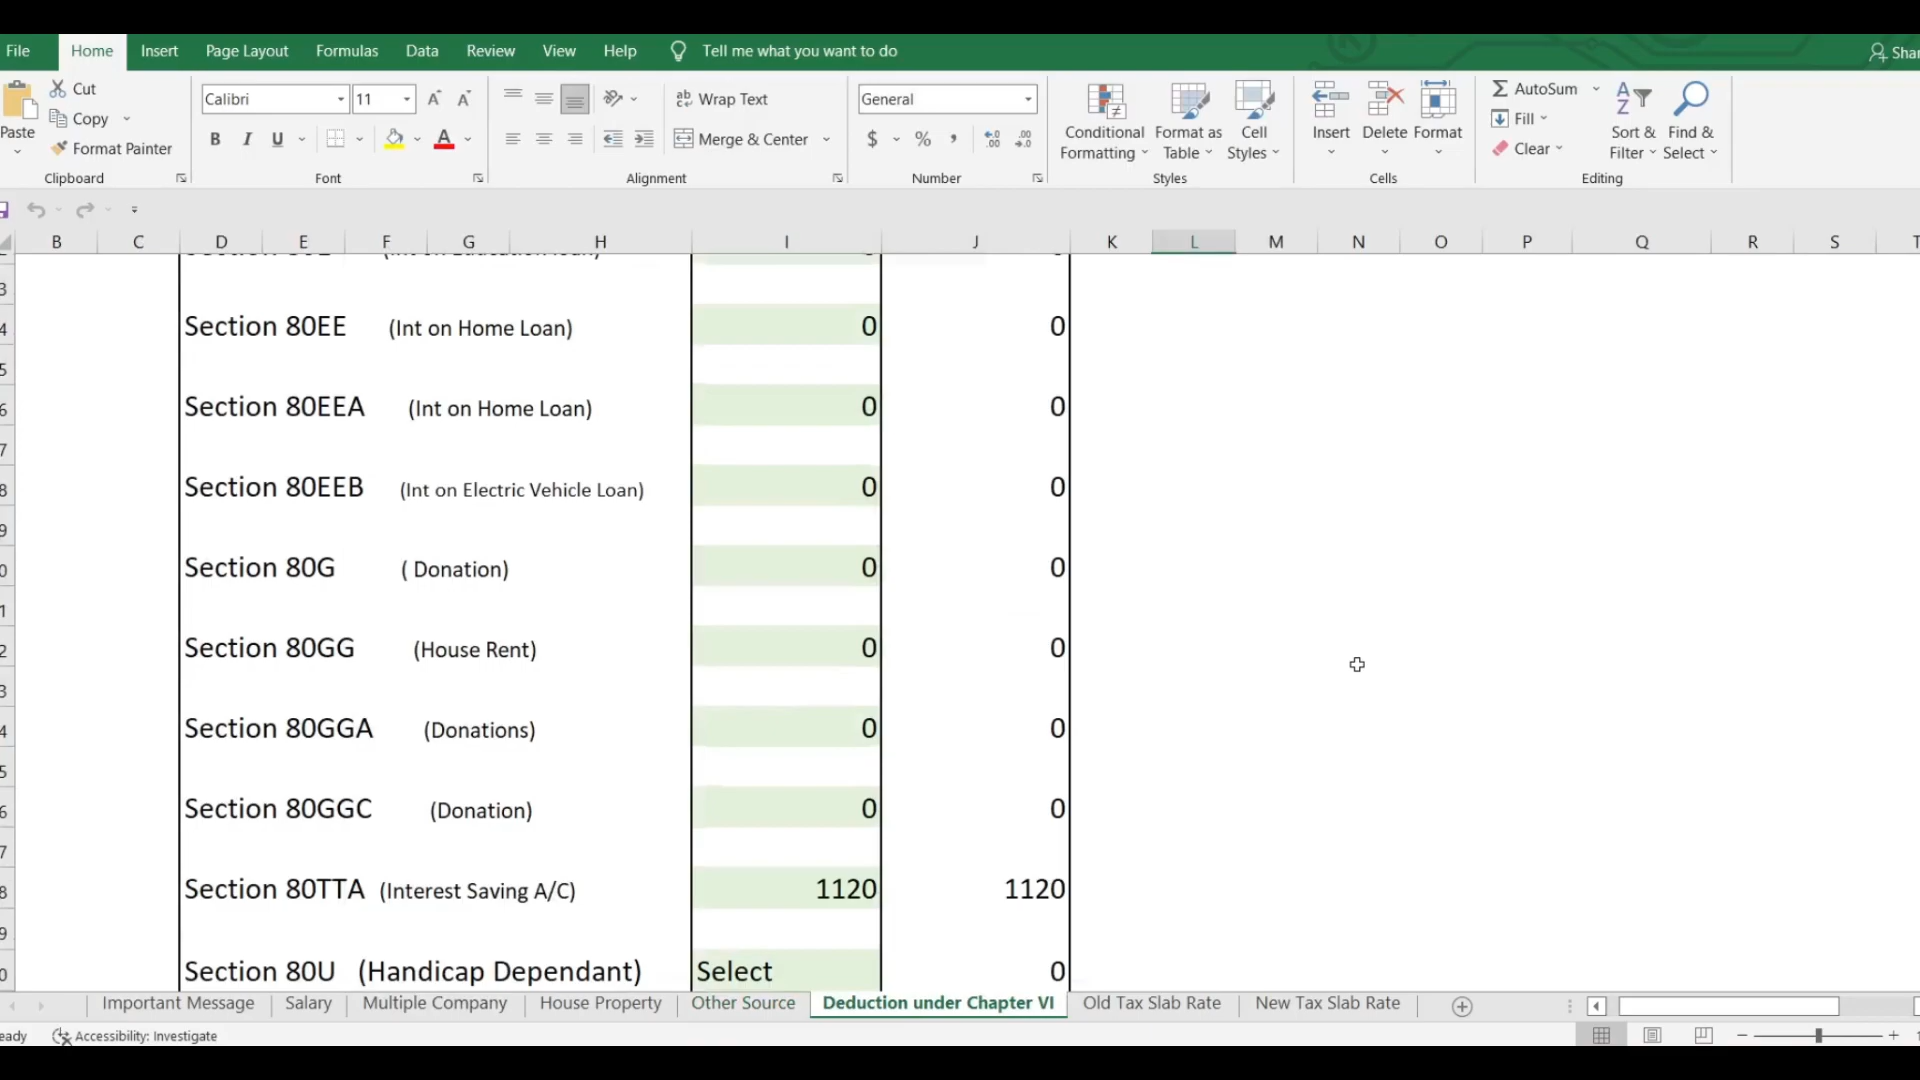 File Home Insert Page Layout Formulas Data Review View Help Tell me what you want to do
Cut
Copy
Format Painter
Paste
Clipboard
Calibri 11
B I U
Font
Wrap Text
Merge & Center
Alignment
General
$ % ,
Number
Conditional Formatting
Format as Table
Cell Styles
Styles
Insert Delete Format
Cells
AutoSum
Fill
Clear
Sort & Filter
Find & Select
Editing
B C D E F G H I J K L M N O P Q R S
Section 80EE (Int on Home Loan) 0 0
Section 80EEA (Int on Home Loan) 0 0
Section 80EEB (Int on Electric Vehicle Loan) 0 0
Section 80G ( Donation) 0 0
Section 80GG (House Rent) 0 0
Section 80GGA (Donations) 0 0
Section 80GGC (Donation) 0 0
Section 80TTA (Interest Saving A/C) 1120 1120
Section 80U (Handicap Dependant) Select 0
Important Message Salary Multiple Company House Property Other Source Deduction under Chapter VI Old Tax Slab Rate New Tax Slab Rate
Accessibility: Investigate